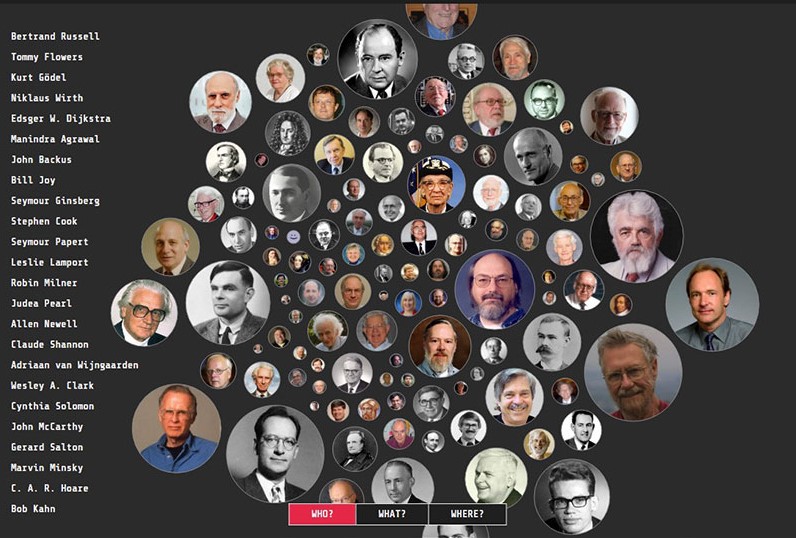 Bertrand Russell
Tommy Flowers
Kurt Gödel
Niklaus Wirth
Edsger W. Dijkstra
Manindra Agrawal
John Backus
Bill Joy
Seymour Ginsberg
Stephen Cook
Seymour Papert
Leslie Lamport
Robin Milner
Judea Pearl
Allen Newell
Claude Shannon
Adriaan van Wijngaarden
Wesley A. Clark
Cynthia Solomon
John McCarthy
Gerard Salton
Marvin Minsky
C. A. R. Hoare
Bob Kahn
WHO? WHAT? WHERE?